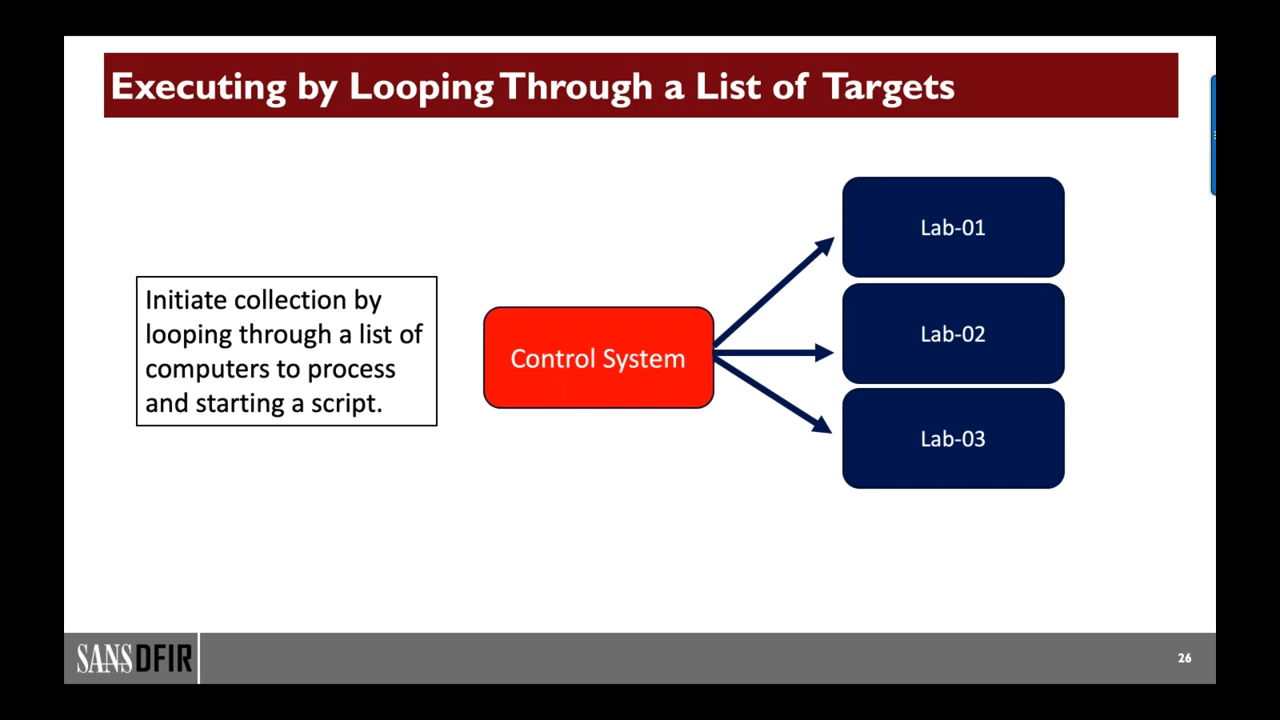 Executing by Looping Through a List of Targets
Initiate collection by
looping through a list of
computers to process
and starting a script.
Control System
Lab-01
Lab-02
Lab-03
SANS DFIR
26